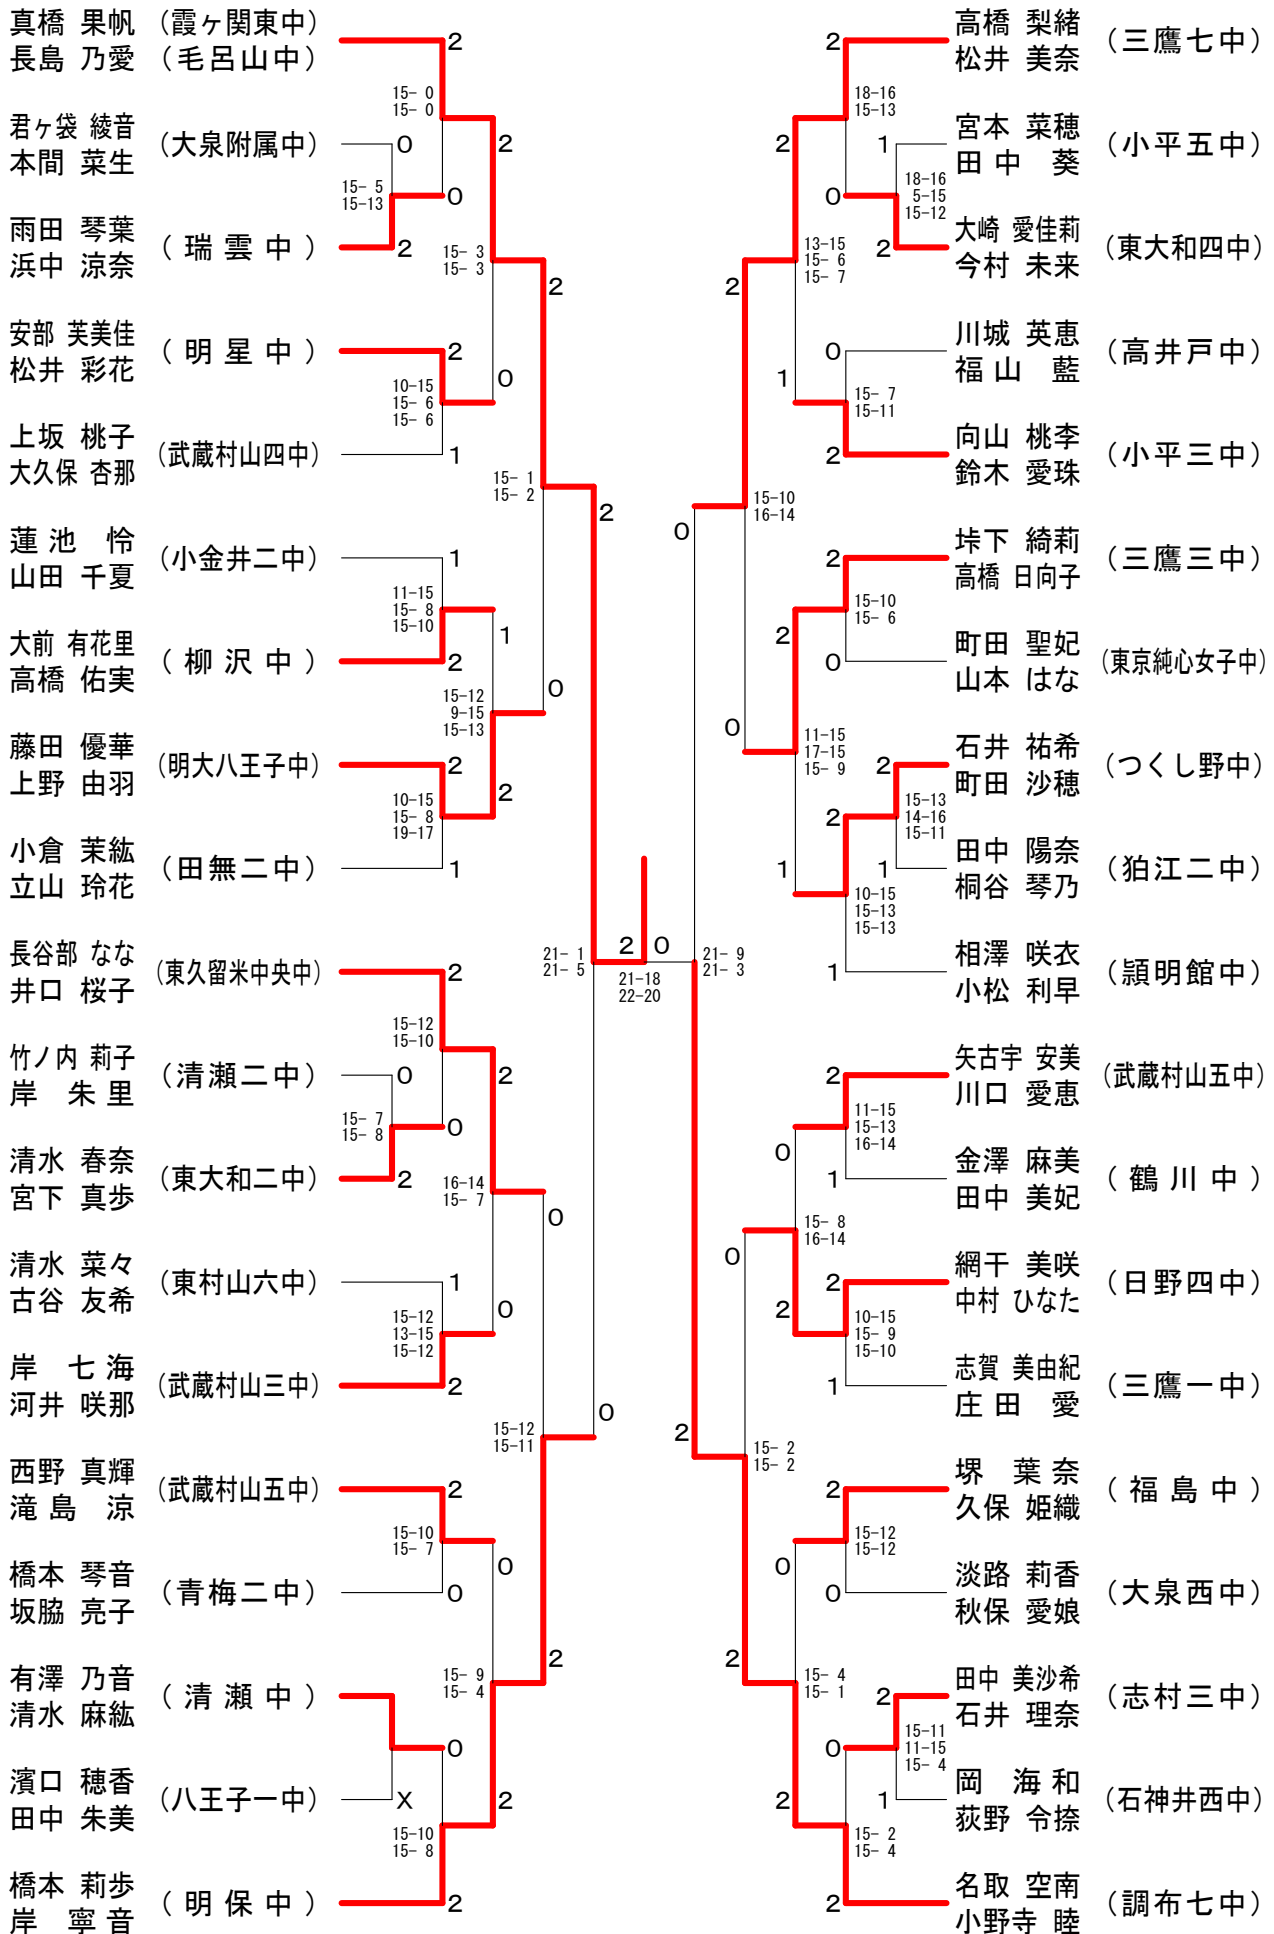 真橋 果帆 (霞ヶ関東中)
長島 乃愛 (毛呂山中)
2
15- 0
15- 0
君ヶ袋 綾音
本間 菜生
(大泉附属中)
0
2
15- 5
15-13
0
雨田 琴葉
浜中 涼奈
(瑞雲中)
2
15- 3
15- 3
2
安部 芙美佳
松井 彩花
(明星中)
2
0
10-15
15- 6
15- 6
上坂 桃子
大久保 杏那
(武蔵村山四中)
1
15- 1
15- 2
2
蓮池 怜
山田 千夏
(小金井二中)
1
11-15
15- 8
15-10
1
大前 有花里
高橋 佑実
(柳沢中)
2
0
15-12
9-15
15-13
藤田 優華
上野 由羽
(明大八王子中)
2
2
10-15
15- 8
19-17
小倉 茉紘
立山 玲花
(田無二中)
1
21- 1
21- 5
2
0
21-18
22-20
長谷部 なな
井口 桜子
(東久留米中央中)
2
15-12
15-10
竹ノ内 莉子
岸 朱里
(清瀬二中)
0
2
15- 7
15- 8
0
清水 春奈
宮下 真歩
(東大和二中)
2
16-14
15- 7
0
清水 菜々
古谷 友希
(東村山六中)
1
0
15-12
13-15
15-12
岸 七海
河井 咲那
(武蔵村山三中)
2
15-12
15-11
0
西野 真輝
滝島 涼
(武蔵村山五中)
2
15-10
15- 7
0
橋本 琴音
坂脇 亮子
(青梅二中)
0
15- 9
15- 4
2
有澤 乃音
清水 麻紘
(清瀬中)
0
濱口 穂香
田中 朱美
(八王子一中)
X
2
15-10
15- 8
橋本 莉歩
岸 寧音
(明保中)
2
2
高橋 梨緒
松井 美奈
(三鷹七中)
18-16
15-13
2
1
宮本 菜穂
田中 葵
(小平五中)
18-16
5-15
15-12
0
2
大崎 愛佳莉
今村 未来
(東大和四中)
13-15
15- 6
15- 7
2
0
川城 英恵
福山 藍
(高井戸中)
1
15- 7
15-11
2
向山 桃李
鈴木 愛珠
(小平三中)
15-10
16-14
0
2
垰下 綺莉
高橋 日向子
(三鷹三中)
15-10
15- 6
2
0
町田 聖妃
山本 はな
(東京純心女子中)
0
11-15
17-15
15- 9
2
石井 祐希
町田 沙穂
(つくし野中)
15-13
14-16
15-11
2
1
1
田中 陽奈
桐谷 琴乃
(狛江二中)
10-15
15-13
15-13
1
相澤 咲衣
小松 利早
(頴明館中)
21- 9
21- 3
2
矢古宇 安美
川口 愛恵
(武蔵村山五中)
11-15
15-13
16-14
0
1
金澤 麻美
田中 美妃
(鶴川中)
15- 8
16-14
0
2
網干 美咲
中村 ひなた
(日野四中)
2
10-15
15- 9
15-10
1
志賀 美由紀
庄田 愛
(三鷹一中)
2
15- 2
15- 2
2
堺 葉奈
久保 姫織
(福島中)
15-12
15-12
0
0
淡路 莉香
秋保 愛娘
(大泉西中)
2
15- 4
15- 1
2
田中 美沙希
石井 理奈
(志村三中)
15-11
11-15
15- 4
0
2
1
岡 海和
荻野 令捺
(石神井西中)
15- 2
15- 4
2
名取 空南
小野寺 睦
(調布七中)